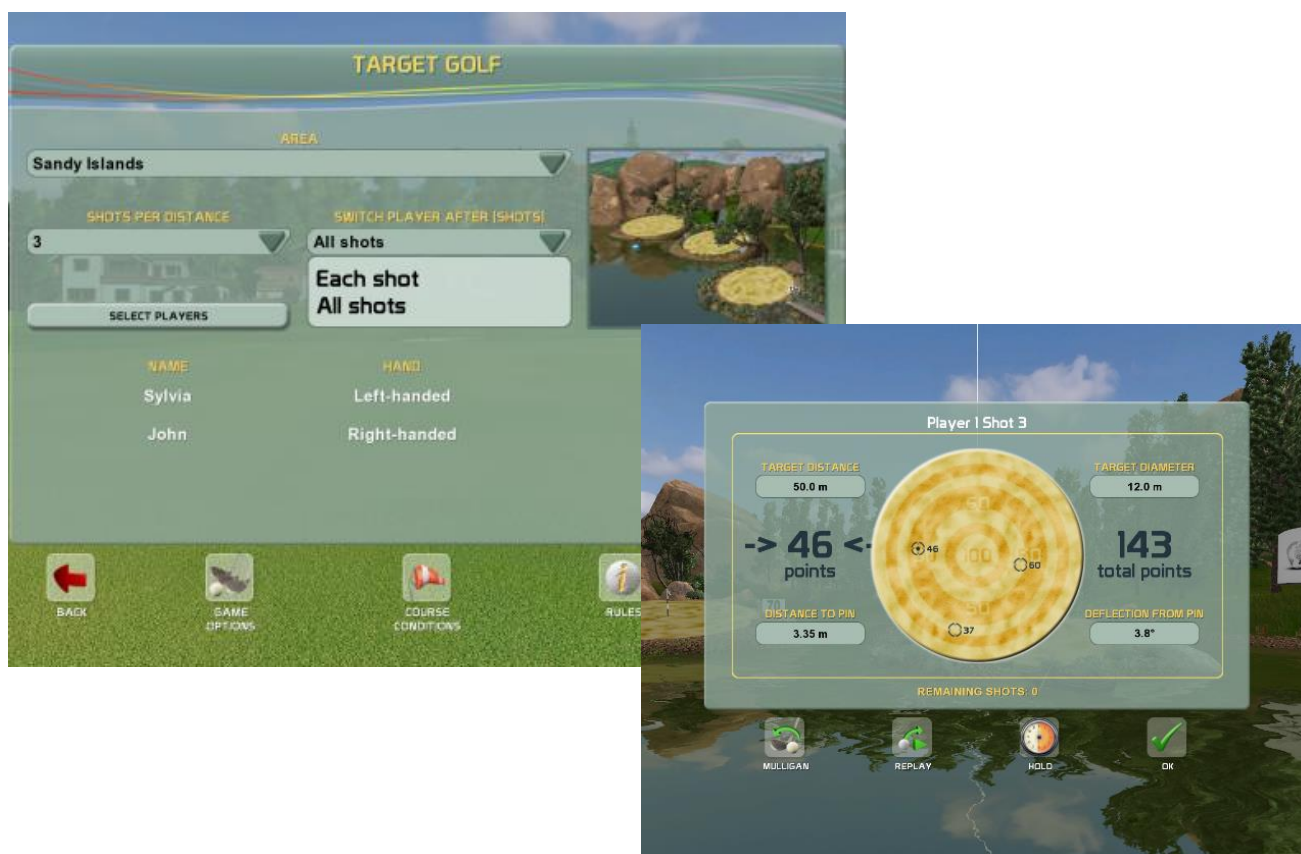 TARGET GOLF
AREA
Sandy Islands
SHOTS PER DISTANCE
SWITCH PLAYER AFTER [SHOTS]
3
All shots
Each shot
All shots
SELECT PLAYERS
NAME
HAND
Sylvia
Left-handed
John
Right-handed
BACK
GAME
OPTIONS
COURSE
CONDITIONS
RULES
Player 1 Shot 3
TARGET DISTANCE
50.0 m
TARGET DIAMETER
12.0 m
-> 46 <-
points
50
46
100
60
50
37
143
total points
70
DISTANCE TO PIN
3.35 m
DEFLECTION FROM PIN
3.8°
REMAINING SHOTS: 0
MULLIGAN
REPLAY
HOLD
OK